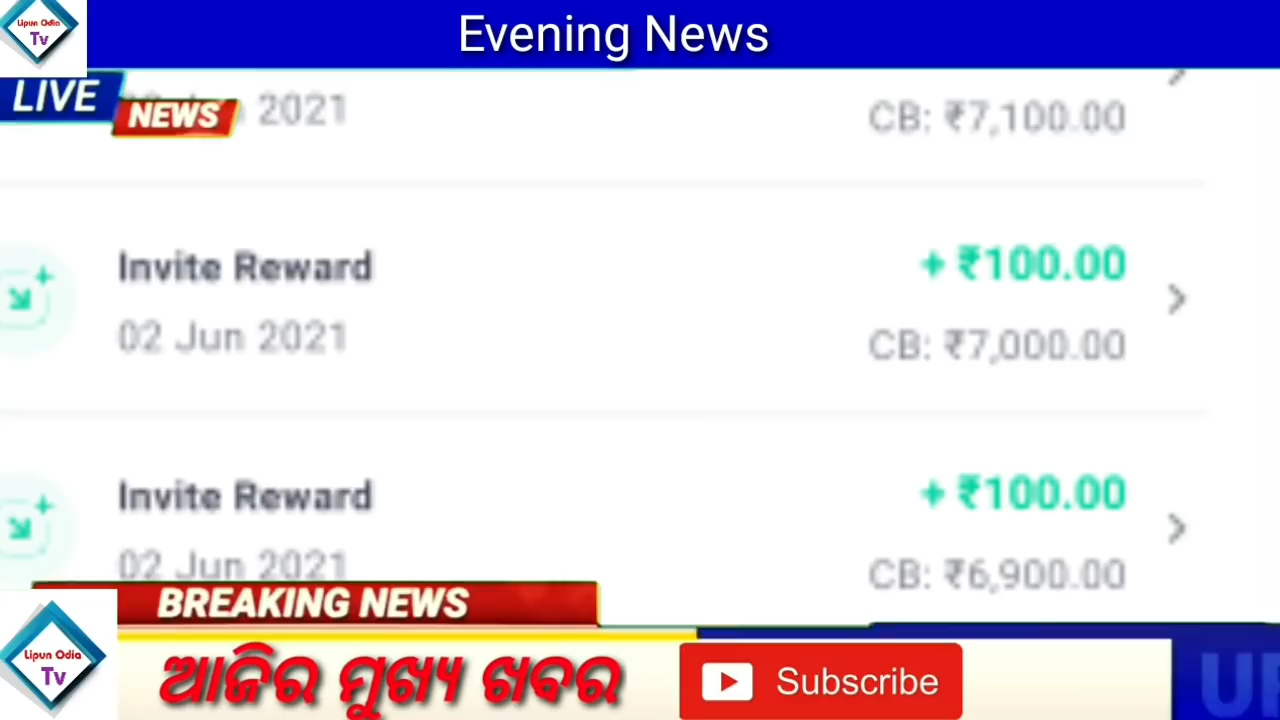 Lipun Odia
Tv
Evening News
LIVE
NEWS
2021
CB: ₹7,100.00
Invite Reward
+ ₹100.00
02 Jun 2021
CB: ₹7,000.00
Invite Reward
+ ₹100.00
02 Jun 2021
CB: ₹6,900.00
BREAKING NEWS
Lipun Odia
Tv
ଆଜିର ମୁଖ୍ୟ ଖବର
Subscribe